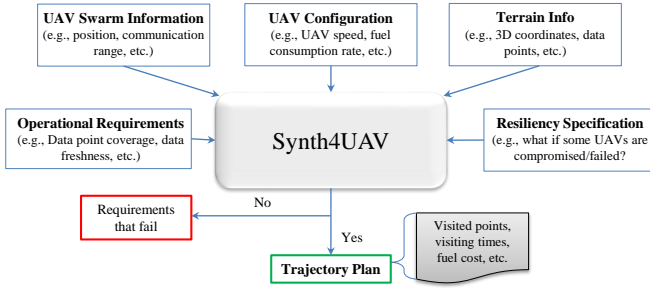 UAV Swarm Information
(e.g., position, communication
range, etc.)
UAV Configuration
(e.g., UAV speed, fuel
consumption rate, etc.)
Terrain Info
(e.g., 3D coordinates, data
points, etc.)
Operational Requirements
(e.g., Data point coverage, data
freshness, etc.)
Synth4UAV
Resiliency Specification
(e.g., what if some UAVs are
compromised/failed?
Requirements
that fail
No
Yes
Trajectory Plan
Visited points,
visiting times,
fuel cost, etc.